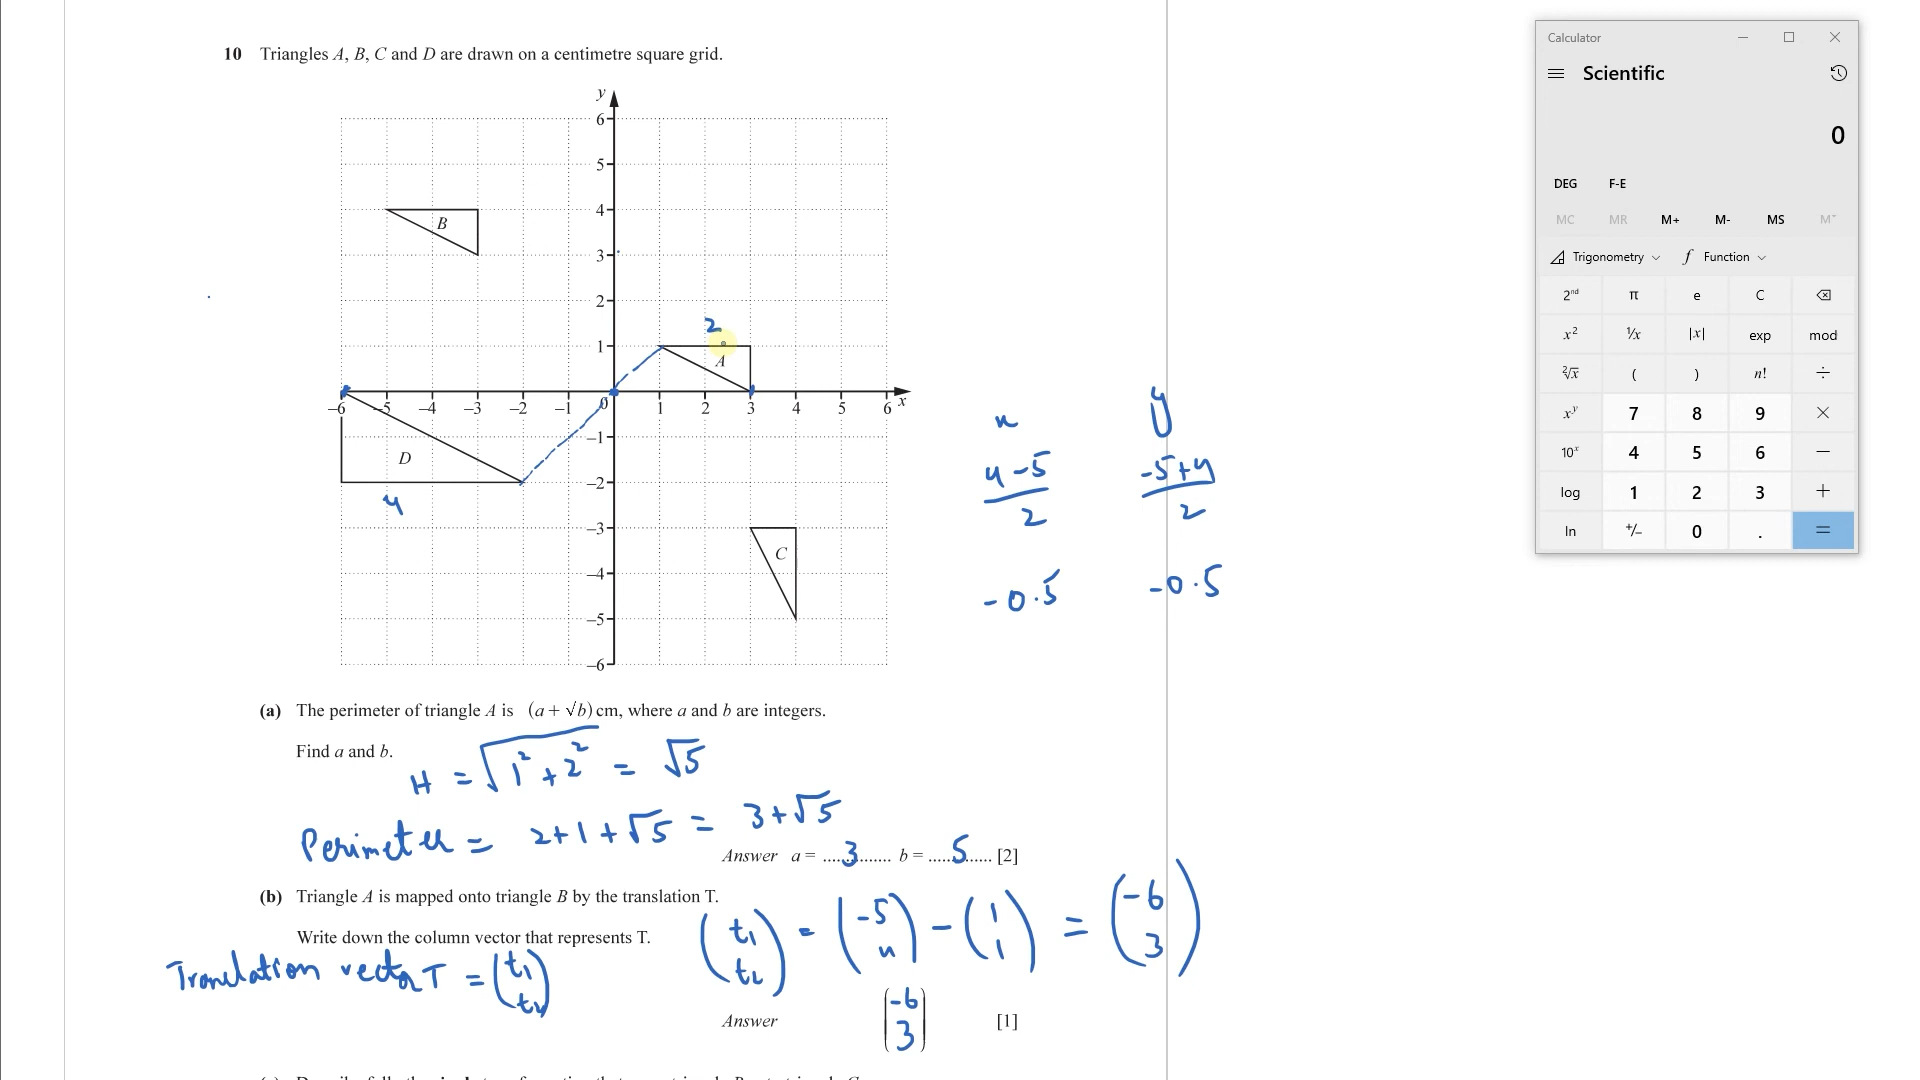 10 Triangles A, B, C and D are drawn on a centimetre square grid.
y
6
5
4
3
2
1
B
2
A
-6 -5 -4 -3 -2 -1 0 1 2 3 4 5 6 x
-1
-2
-3
-4
-5
-6
D
4
C
x y
4-5 -5+4
2 2
-0.5 -0.5
(a) The perimeter of triangle A is (a + √b) cm, where a and b are integers.
Find a and b.
H = √1² + 2² = √5
Perimeter = 2+1+√5 = 3+√5
Answer a = .....3....... b = .....5...... [2]
(b) Triangle A is mapped onto triangle B by the translation T.
Write down the column vector that represents T.
Translation vector T = (t₁ t₂)
(t₁ t₂) = (-5 4) - (1 1) = (-6 3)
Answer (-6 3) [1]
Calculator
Scientific
0
DEG F-E
MC MR M+ M- MS M˅
Trigonometry f Function
2nd π e C
x² ¹/x |x| exp mod
²√x ( ) n! ÷
xʸ 7 8 9 ×
10ˣ 4 5 6 −
log 1 2 3 +
ln +/- 0 . =